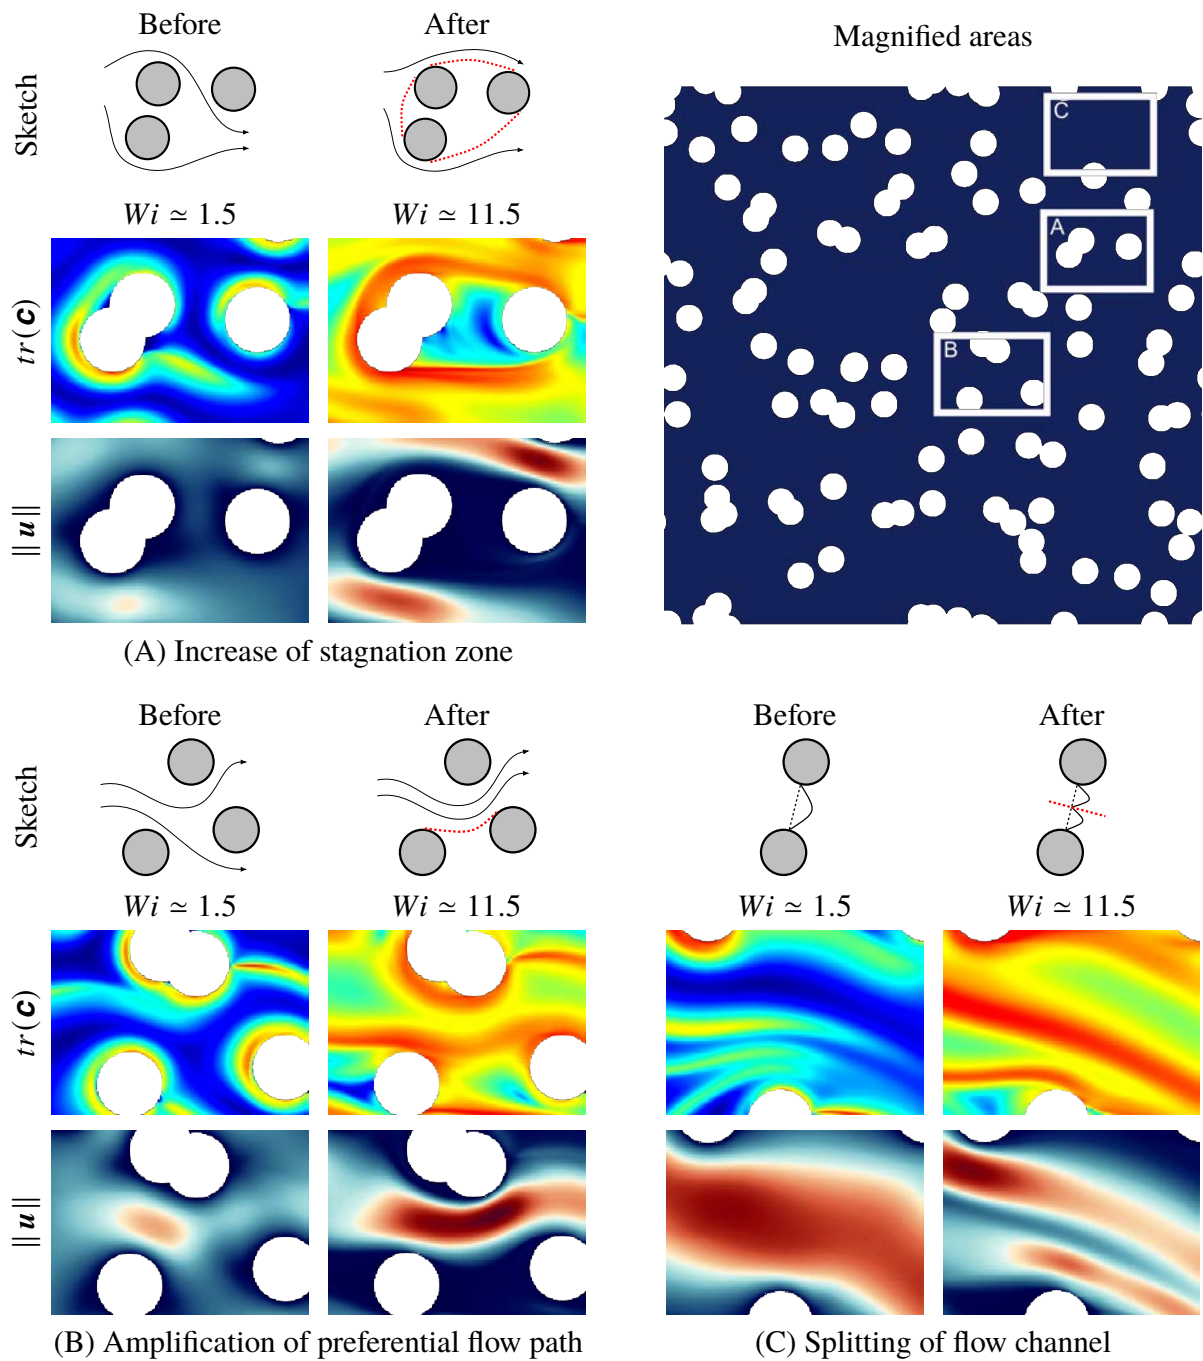 Before After
Sketch
Wi ≃ 1.5 Wi ≃ 11.5
tr(c)
||u||
(A) Increase of stagnation zone
Magnified areas
C
A
B
Before After
Sketch
Wi ≃ 1.5 Wi ≃ 11.5
tr(c)
||u||
(B) Amplification of preferential flow path
Before After
Wi ≃ 1.5 Wi ≃ 11.5
(C) Splitting of flow channel